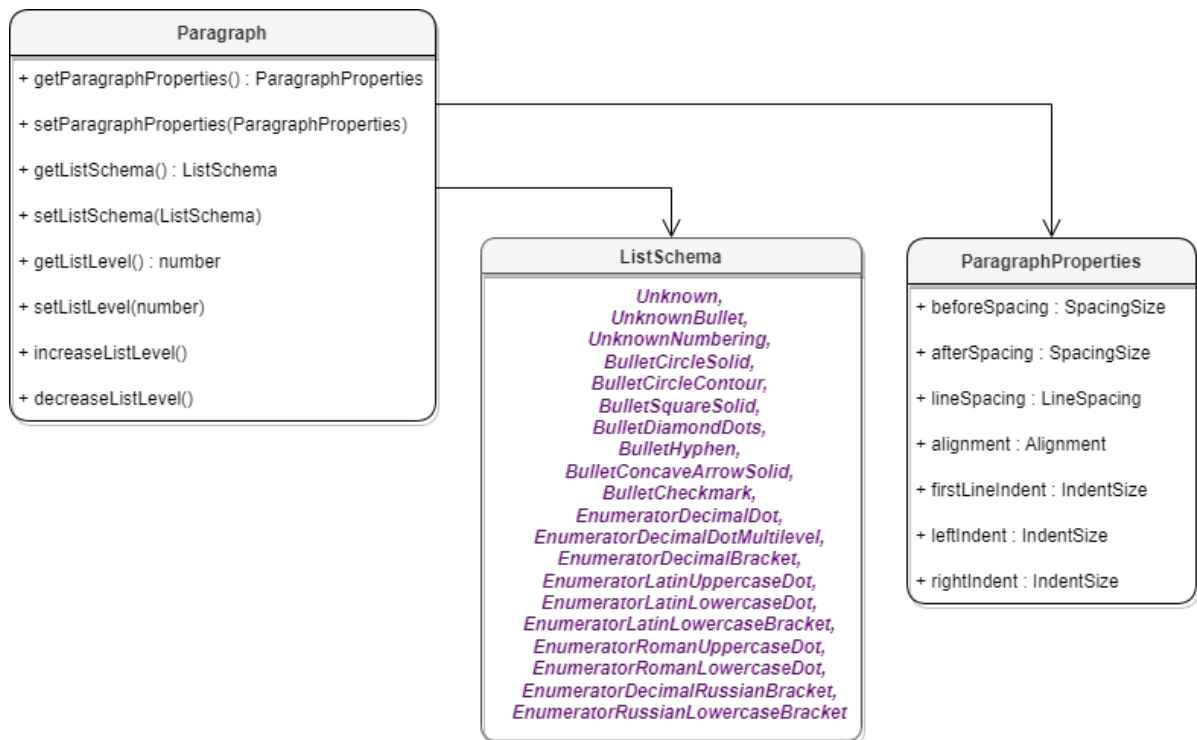 Paragraph
+ getParagraphProperties() : ParagraphProperties
+ setParagraphProperties(ParagraphProperties)
+ getListSchema() : ListSchema
+ setListSchema(ListSchema)
+ getListLevel() : number
+ setListLevel(number)
+ increaseListLevel()
+ decreaseListLevel()
ListSchema
Unknown,
UnknownBullet,
UnknownNumbering,
BulletCircleSolid,
BulletCircleContour,
BulletSquareSolid,
BulletDiamondDots,
BulletHyphen,
BulletConcaveArrowSolid,
BulletCheckmark,
EnumeratorDecimalDot,
EnumeratorDecimalDotMultilevel,
EnumeratorDecimalBracket,
EnumeratorLatinUppercaseDot,
EnumeratorLatinLowercaseDot,
EnumeratorLatinLowercaseBracket,
EnumeratorRomanUppercaseDot,
EnumeratorRomanLowercaseDot,
EnumeratorDecimalRussianBracket,
EnumeratorRussianLowercaseBracket
ParagraphProperties
+ beforeSpacing : SpacingSize
+ afterSpacing : SpacingSize
+ lineSpacing : LineSpacing
+ alignment : Alignment
+ firstLineIndent : IndentSize
+ leftIndent : IndentSize
+ rightIndent : IndentSize